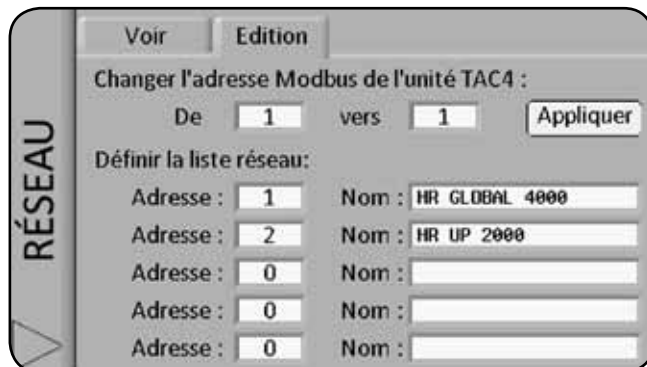 RÉSEAU
Voir Edition
Changer l'adresse Modbus de l'unité TAC4 :
De 1 vers 1 Appliquer
Définir la liste réseau:
Adresse : 1 Nom : HR GLOBAL 4000
Adresse : 2 Nom : HR UP 2000
Adresse : 0 Nom :
Adresse : 0 Nom :
Adresse : 0 Nom :